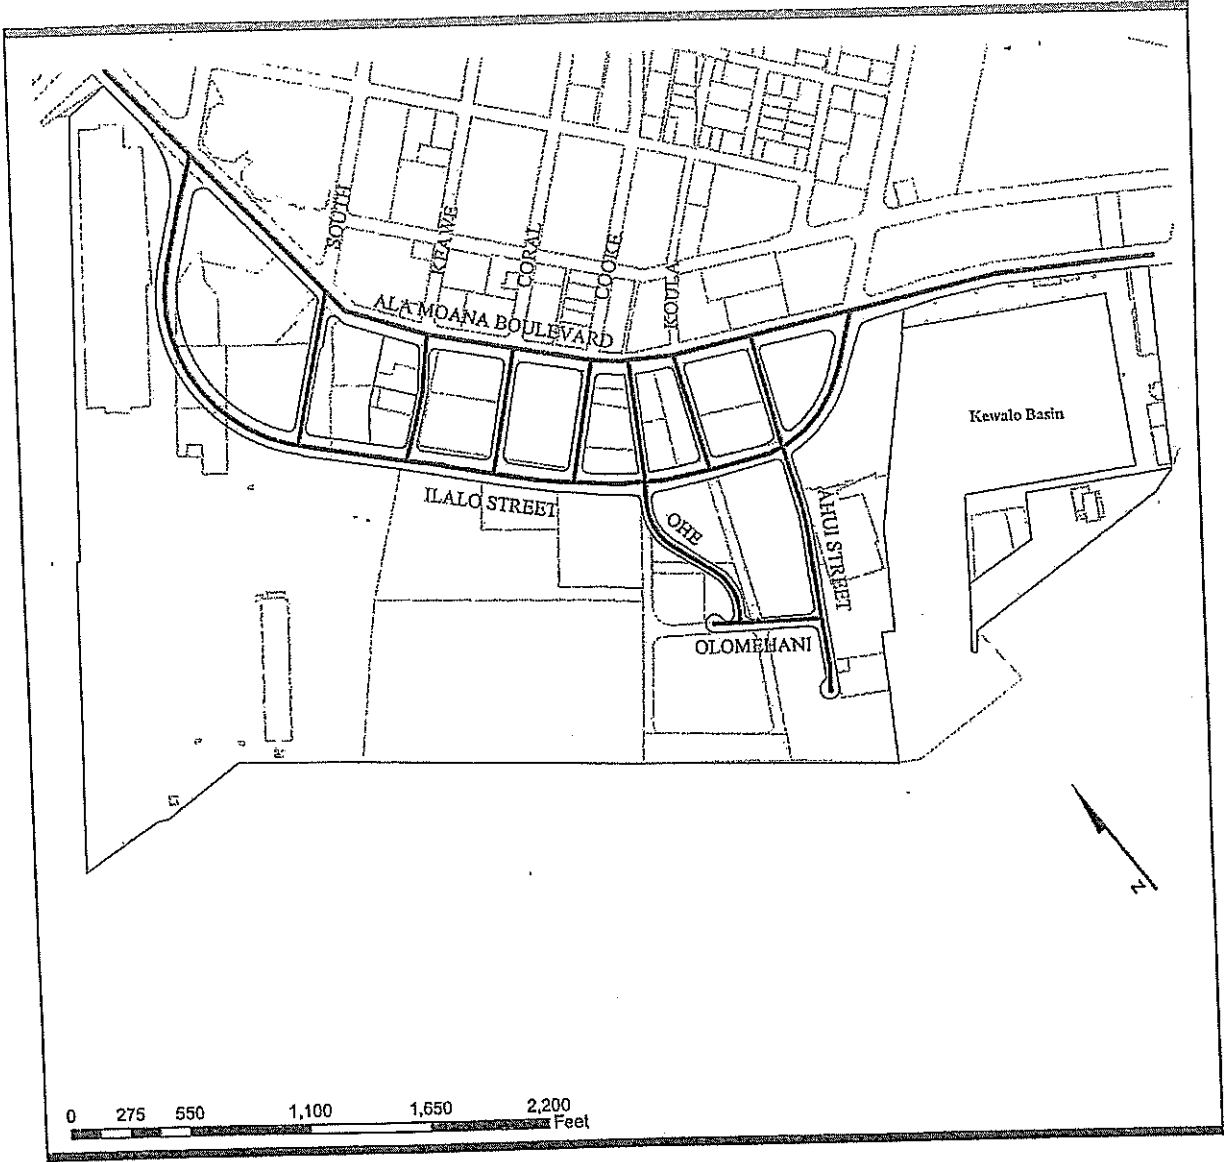 SOUTH
KEAWE
CORAL
COOKE
KOULA
ALA MOANA BOULEVARD
Kewalo Basin
ILALO STREET
OHE
AHUI STREET
OLOMEHANI
N
0 275 550 1,100 1,650 2,200
Feet